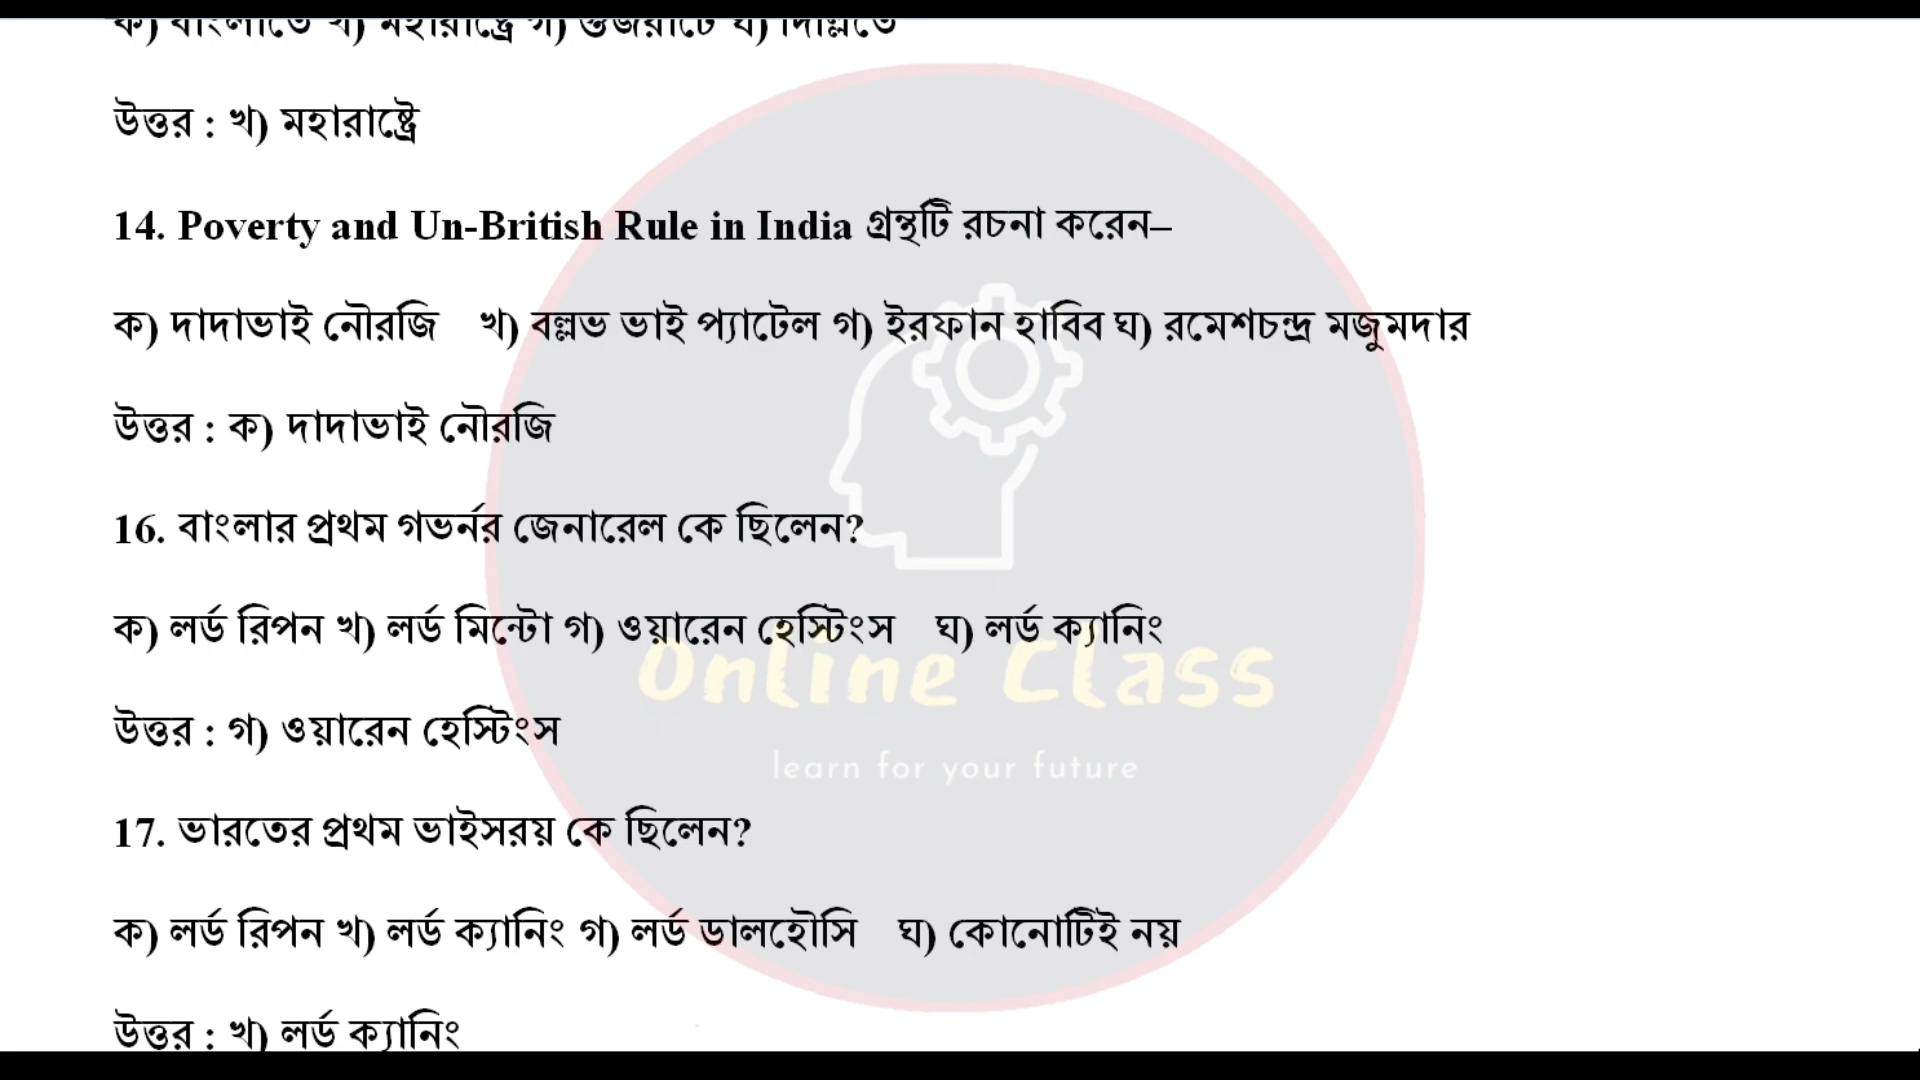 ক) বাংলাতে খ) মহারাষ্ট্রে গ) গুজরাটে ঘ) দিল্লিতে
উত্তর : খ) মহারাষ্ট্রে
14. Poverty and Un-British Rule in India গ্রন্থটি রচনা করেন–
ক) দাদাভাই নৌরজি খ) বল্লভ ভাই প্যাটেল গ) ইরফান হাবিব ঘ) রমেশচন্দ্র মজুমদার
উত্তর : ক) দাদাভাই নৌরজি
16. বাংলার প্রথম গভর্নর জেনারেল কে ছিলেন?
ক) লর্ড রিপন খ) লর্ড মিন্টো গ) ওয়ারেন হেস্টিংস ঘ) লর্ড ক্যানিং
Online Class
উত্তর : গ) ওয়ারেন হেস্টিংস
learn for your future
17. ভারতের প্রথম ভাইসরয় কে ছিলেন?
ক) লর্ড রিপন খ) লর্ড ক্যানিং গ) লর্ড ডালহৌসি ঘ) কোনোটিই নয়
উত্তর : খ) লর্ড ক্যানিং